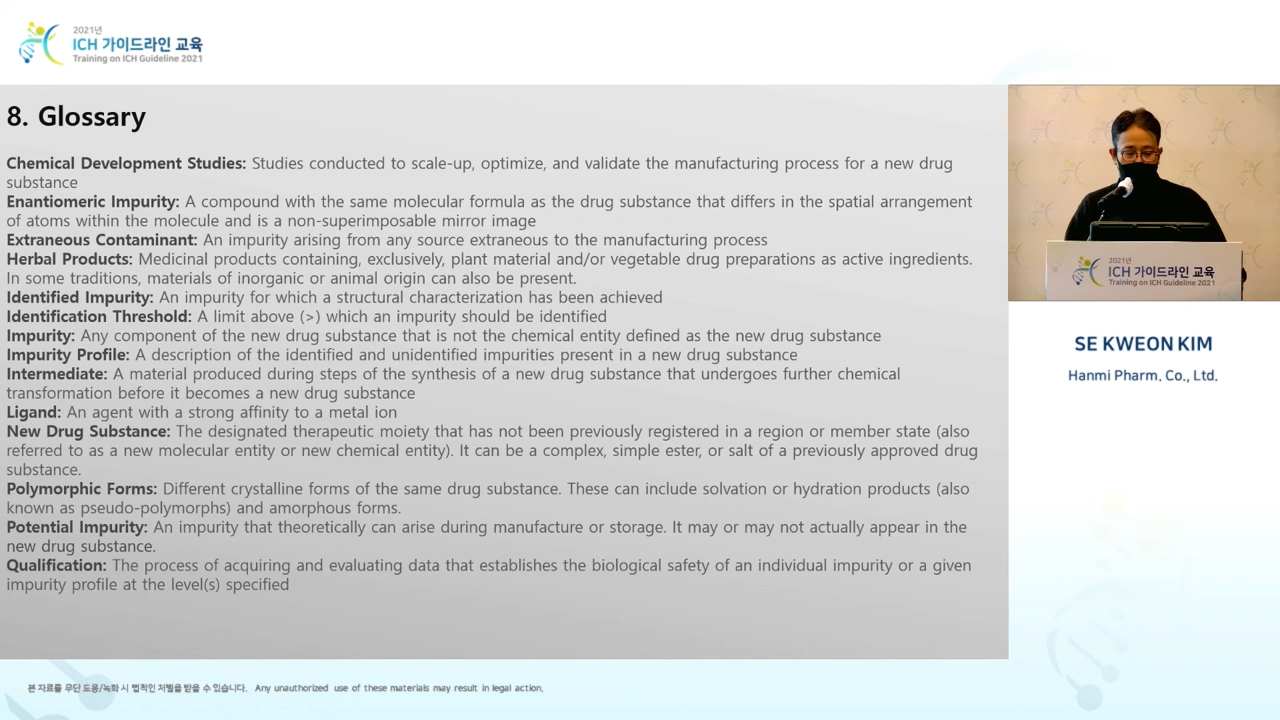 2021년
ICH 가이드라인 교육
Training on ICH Guideline 2021
8. Glossary
Chemical Development Studies: Studies conducted to scale-up, optimize, and validate the manufacturing process for a new drug
substance
Enantiomeric Impurity: A compound with the same molecular formula as the drug substance that differs in the spatial arrangement
of atoms within the molecule and is a non-superimposable mirror image
Extraneous Contaminant: An impurity arising from any source extraneous to the manufacturing process
Herbal Products: Medicinal products containing, exclusively, plant material and/or vegetable drug preparations as active ingredients.
In some traditions, materials of inorganic or animal origin can also be present.
Identified Impurity: An impurity for which a structural characterization has been achieved
Identification Threshold: A limit above (>) which an impurity should be identified
Impurity: Any component of the new drug substance that is not the chemical entity defined as the new drug substance
Impurity Profile: A description of the identified and unidentified impurities present in a new drug substance
Intermediate: A material produced during steps of the synthesis of a new drug substance that undergoes further chemical
transformation before it becomes a new drug substance
Ligand: An agent with a strong affinity to a metal ion
New Drug Substance: The designated therapeutic moiety that has not been previously registered in a region or member state (also
referred to as a new molecular entity or new chemical entity). It can be a complex, simple ester, or salt of a previously approved drug
substance.
Polymorphic Forms: Different crystalline forms of the same drug substance. These can include solvation or hydration products (also
known as pseudo-polymorphs) and amorphous forms.
Potential Impurity: An impurity that theoretically can arise during manufacture or storage. It may or may not actually appear in the
new drug substance.
Qualification: The process of acquiring and evaluating data that establishes the biological safety of an individual impurity or a given
impurity profile at the level(s) specified
2021년
ICH 가이드라인 교육
Training on ICH Guideline 2021
SE KWEON KIM
Hanmi Pharm. Co., Ltd.
본 자료를 무단 도용/녹화 시 법적인 처벌을 받을 수 있습니다. Any unauthorized use of these materials may result in legal action.